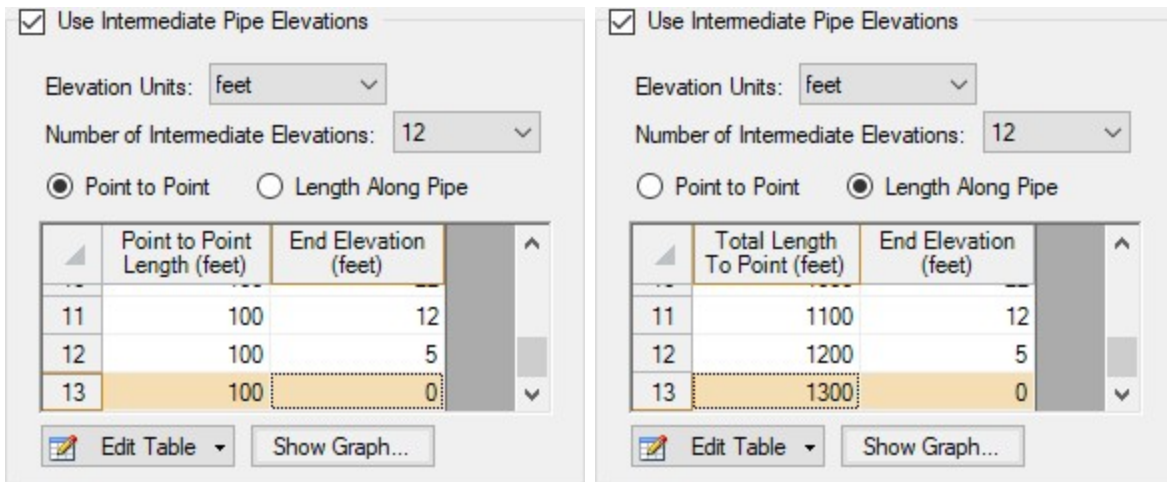 Use Intermediate Pipe Elevations
Elevation Units: feet
Number of Intermediate Elevations: 12
Point to Point Length Along Pipe
Point to Point
Length (feet)
End Elevation
(feet)
11 100 12
12 100 5
13 100 0
Edit Table Show Graph...
Use Intermediate Pipe Elevations
Elevation Units: feet
Number of Intermediate Elevations: 12
Point to Point Length Along Pipe
Total Length
To Point (feet)
End Elevation
(feet)
11 1100 12
12 1200 5
13 1300 0
Edit Table Show Graph...